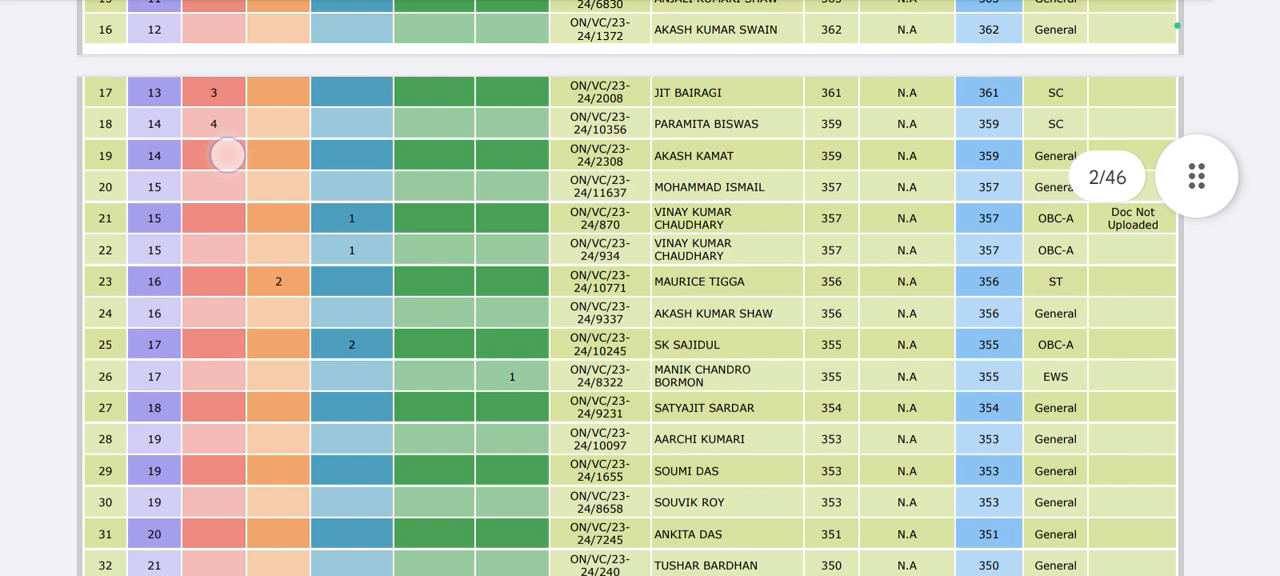 15 11 24/6830 ANJALI KUMARI SHAW 363 N.A 363 General
16 12 ON/VC/23-24/1372 AKASH KUMAR SWAIN 362 N.A 362 General
17 13 3 ON/VC/23-24/2008 JIT BAIRAGI 361 N.A 361 SC
18 14 4 ON/VC/23-24/10356 PARAMITA BISWAS 359 N.A 359 SC
19 14 ON/VC/23-24/2308 AKASH KAMAT 359 N.A 359 General
2/46
20 15 ON/VC/23-24/11637 MOHAMMAD ISMAIL 357 N.A 357 General
21 15 1 ON/VC/23-24/870 VINAY KUMAR CHAUDHARY 357 N.A 357 OBC-A Doc Not Uploaded
22 15 1 ON/VC/23-24/934 VINAY KUMAR CHAUDHARY 357 N.A 357 OBC-A
23 16 2 ON/VC/23-24/10771 MAURICE TIGGA 356 N.A 356 ST
24 16 ON/VC/23-24/9337 AKASH KUMAR SHAW 356 N.A 356 General
25 17 2 ON/VC/23-24/10245 SK SAJIDUL 355 N.A 355 OBC-A
26 17 1 ON/VC/23-24/8322 MANIK CHANDRO BORMON 355 N.A 355 EWS
27 18 ON/VC/23-24/9231 SATYAJIT SARDAR 354 N.A 354 General
28 19 ON/VC/23-24/10097 AARCHI KUMARI 353 N.A 353 General
29 19 ON/VC/23-24/1655 SOUMI DAS 353 N.A 353 General
30 19 ON/VC/23-24/8658 SOUVIK ROY 353 N.A 353 General
31 20 ON/VC/23-24/7245 ANKITA DAS 351 N.A 351 General
32 21 ON/VC/23-24/240 TUSHAR BARDHAN 350 N.A 350 General